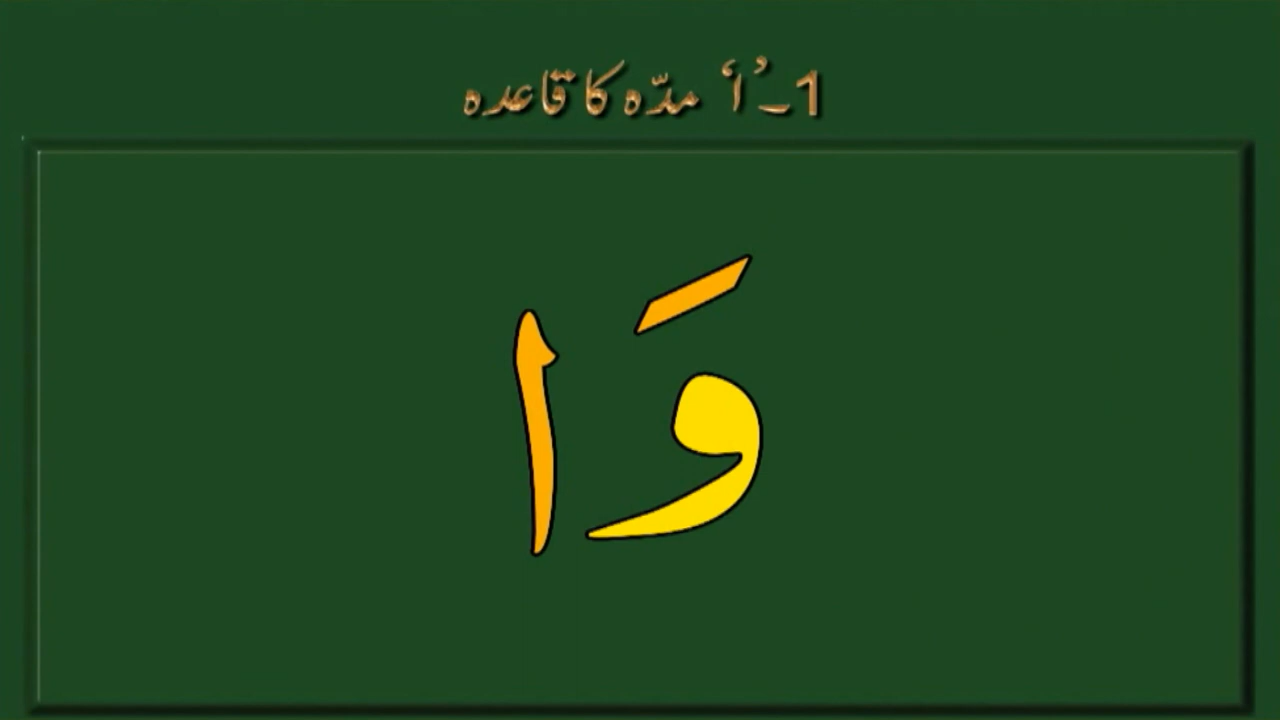 1۔ اُ مدّہ کا قاعدہ
وَا